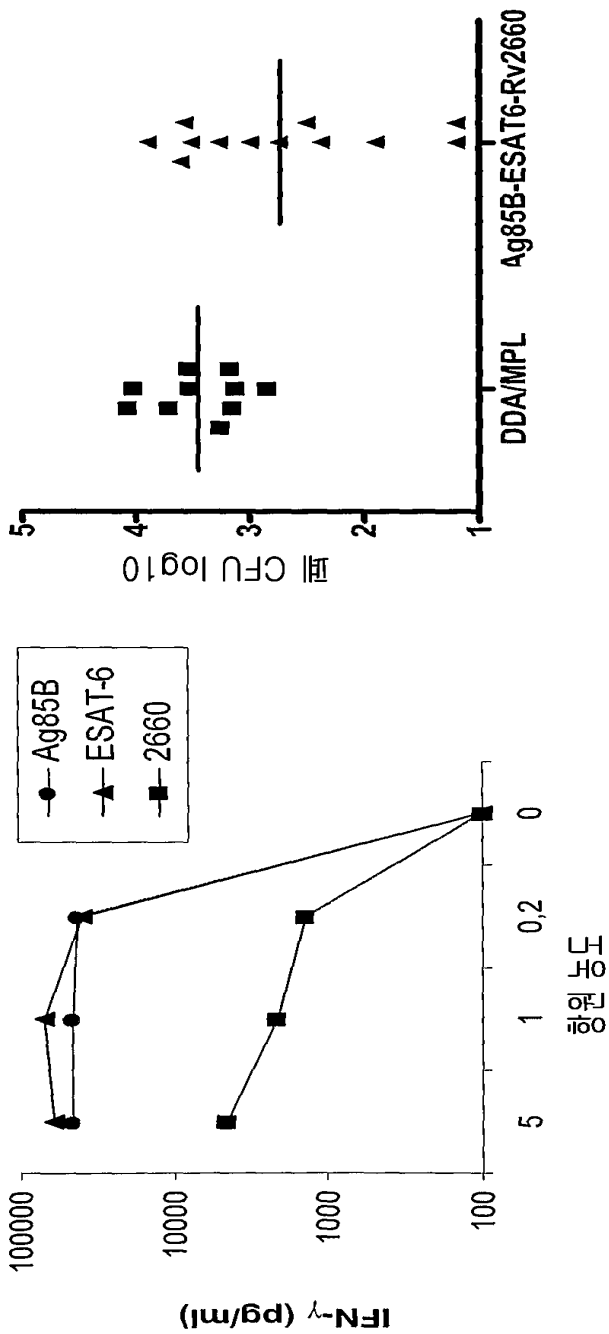 IFN-γ (pg/ml)
100000
10000
1000
100
5
1
0,2
0
항원 농도
Ag85B
ESAT-6
2660
폐 CFU log10
5
4
3
2
1
DDA/MPL
Ag85B-ESAT6-Rv2660